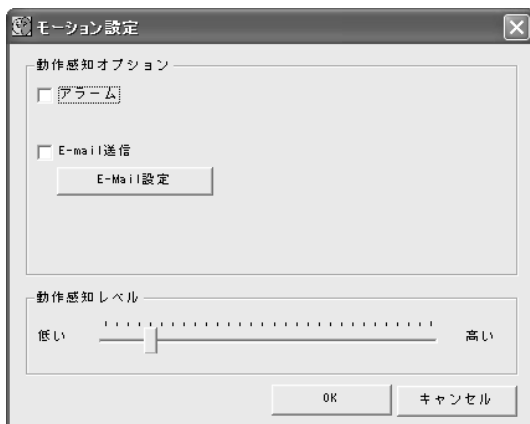 モーション設定
動作感知オプション
アラーム
E-mail送信
E-Mail設定
動作感知レベル
低い
高い
OK
キャンセル